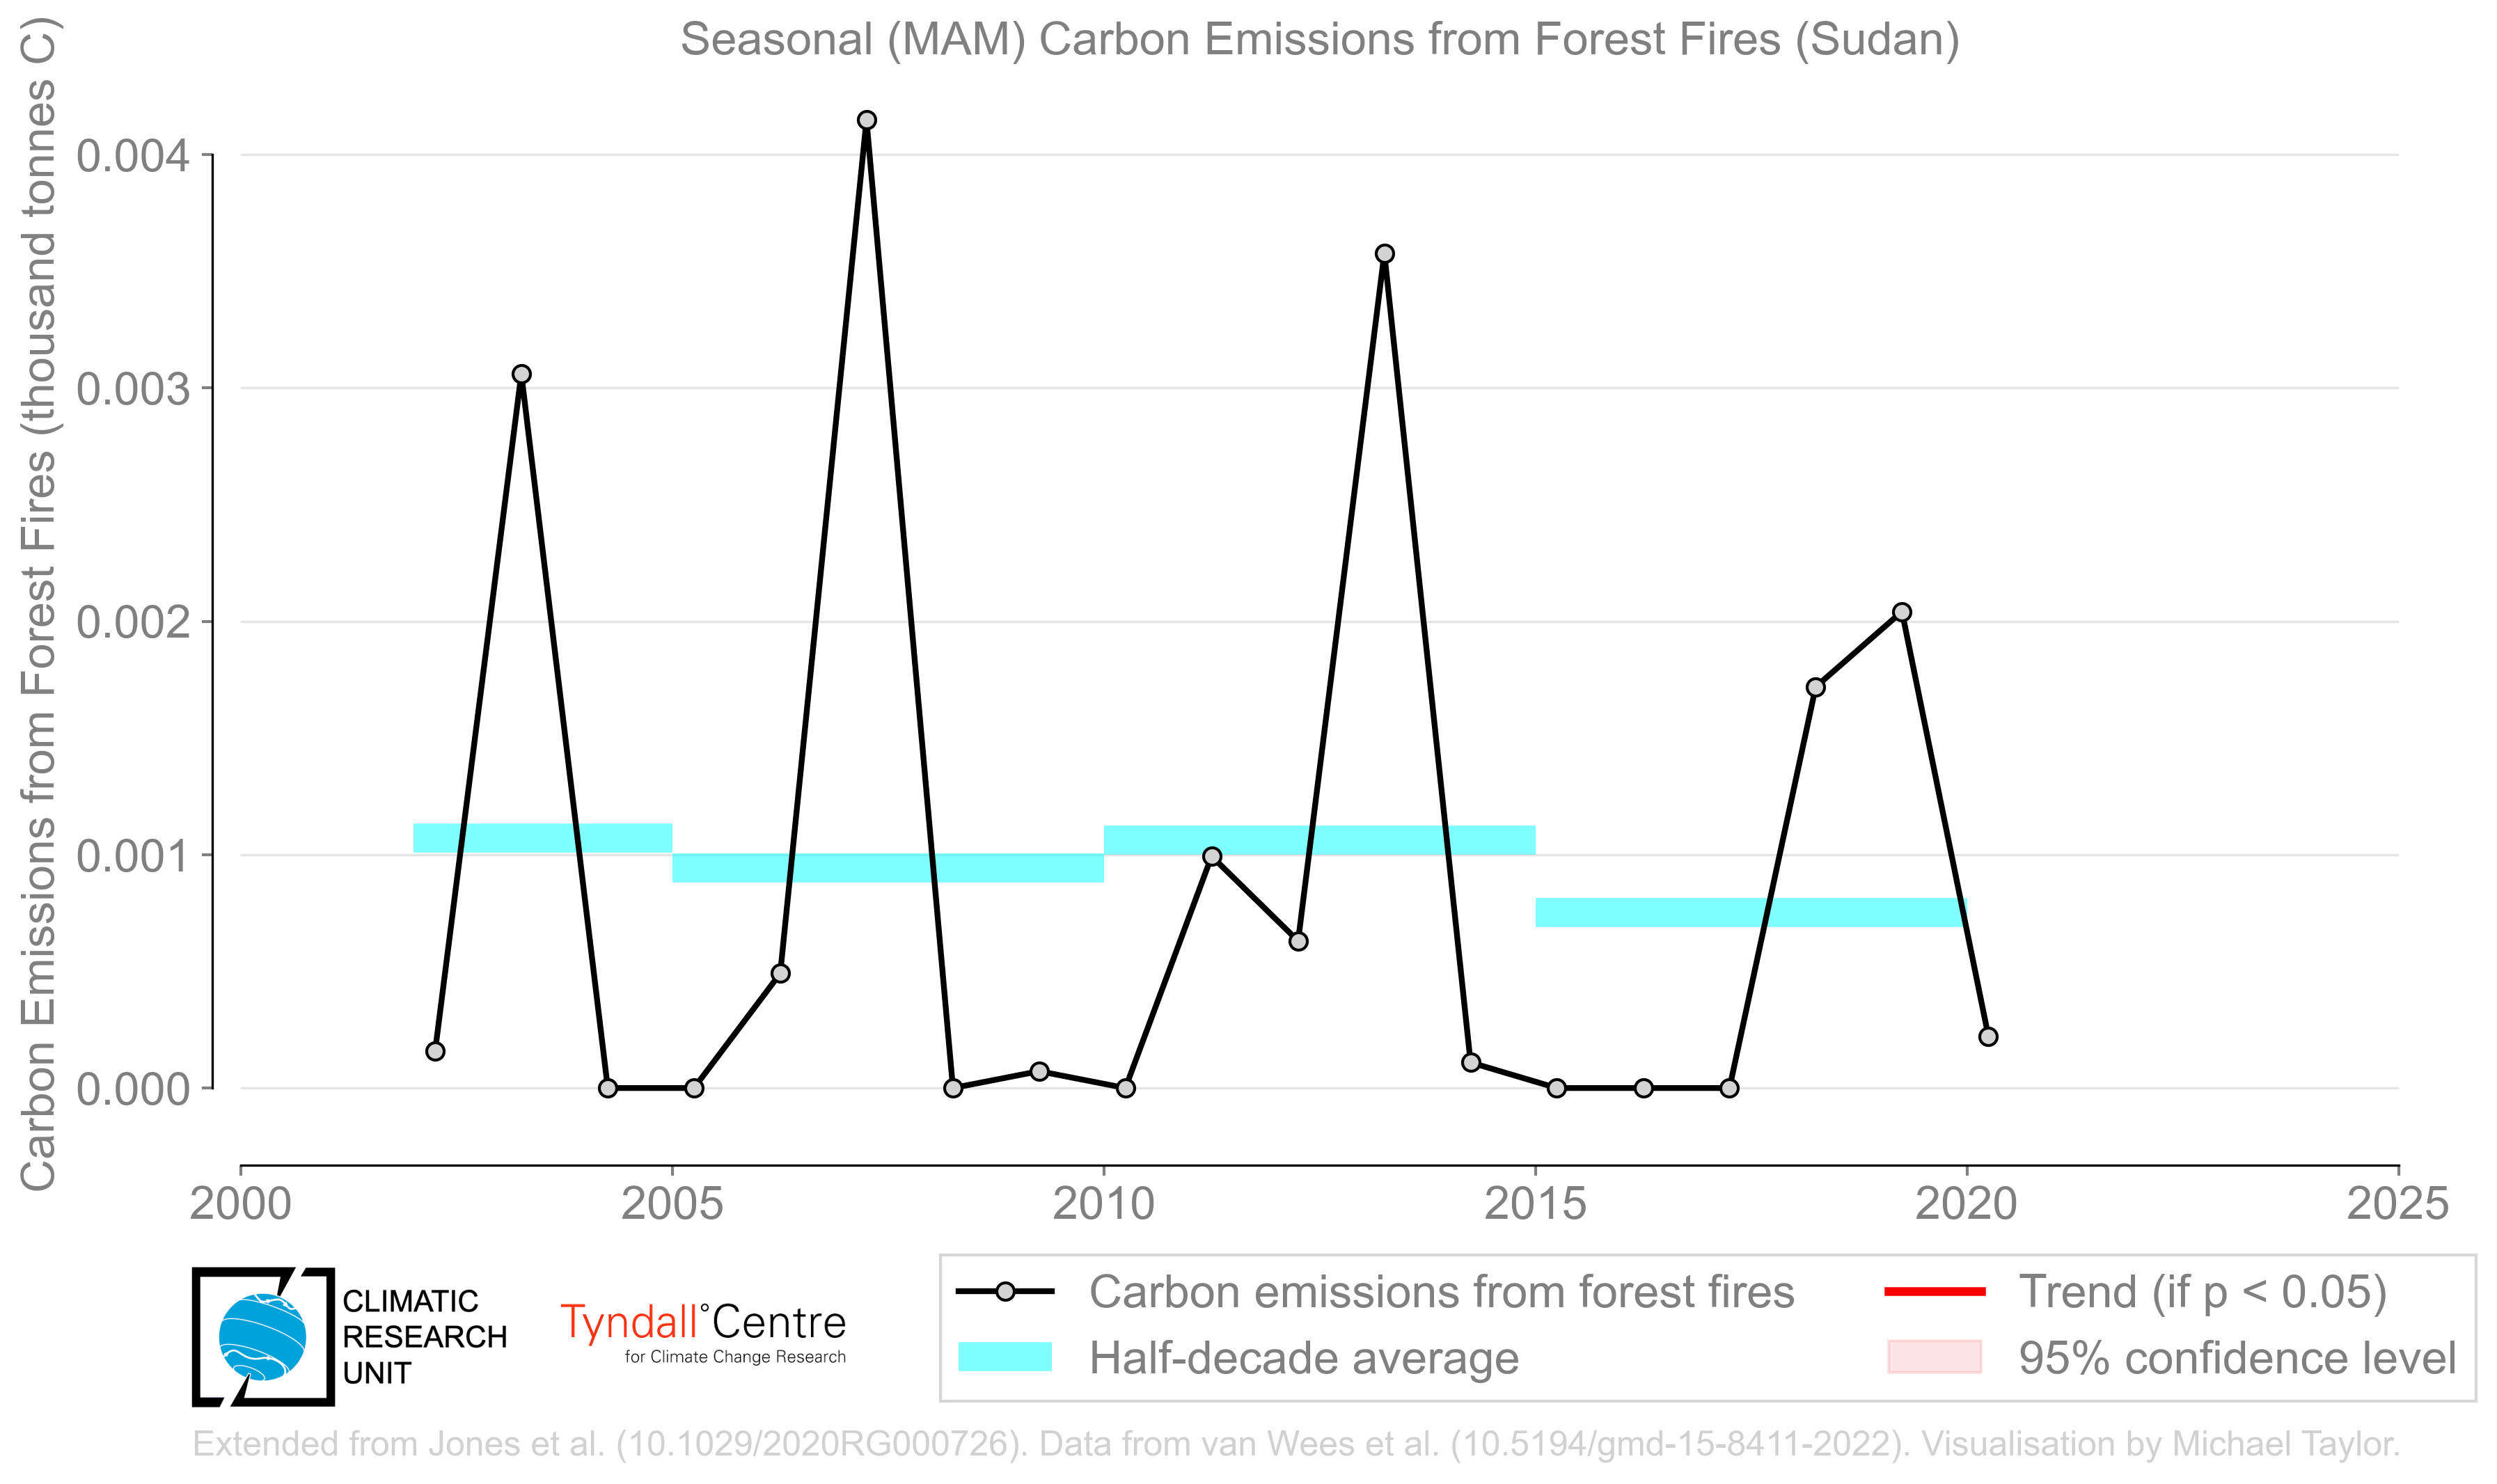 Seasonal (MAM) Carbon Emissions from Forest Fires (Sudan)
Carbon Emissions from Forest Fires (thousand tonnes C)
0.004
0.003
0.002
0.001
0.000
2000 2005 2010 2015 2020 2025
CLIMATIC
RESEARCH
UNIT
Tyndall°Centre
for Climate Change Research
Carbon emissions from forest fires
Half-decade average
Trend (if p < 0.05)
95% confidence level
Extended from Jones et al. (10.1029/2020RG000726). Data from van Wees et al. (10.5194/gmd-15-8411-2022). Visualisation by Michael Taylor.